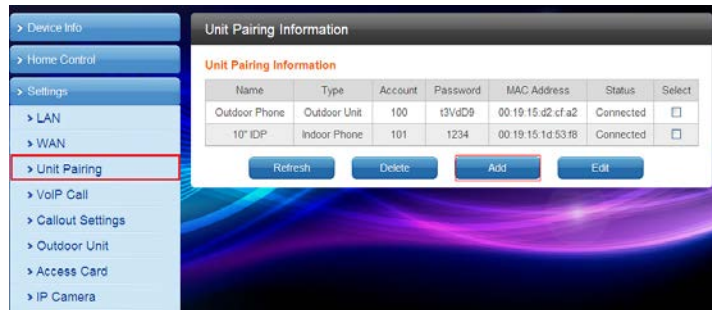 > Device Info
> Home Control
> Settings
> LAN
> WAN
> Unit Pairing
> VoIP Call
> Callout Settings
> Outdoor Unit
> Access Card
> IP Camera
Unit Pairing Information
Unit Pairing Information
Name Type Account Password MAC Address Status Select
Outdoor Phone Outdoor Unit 100 t3VdD9 00:19:15:d2:cf:a2 Connected
10" IDP Indoor Phone 101 1234 00:19:15:1d:53:f8 Connected
Refresh Delete Add Edit